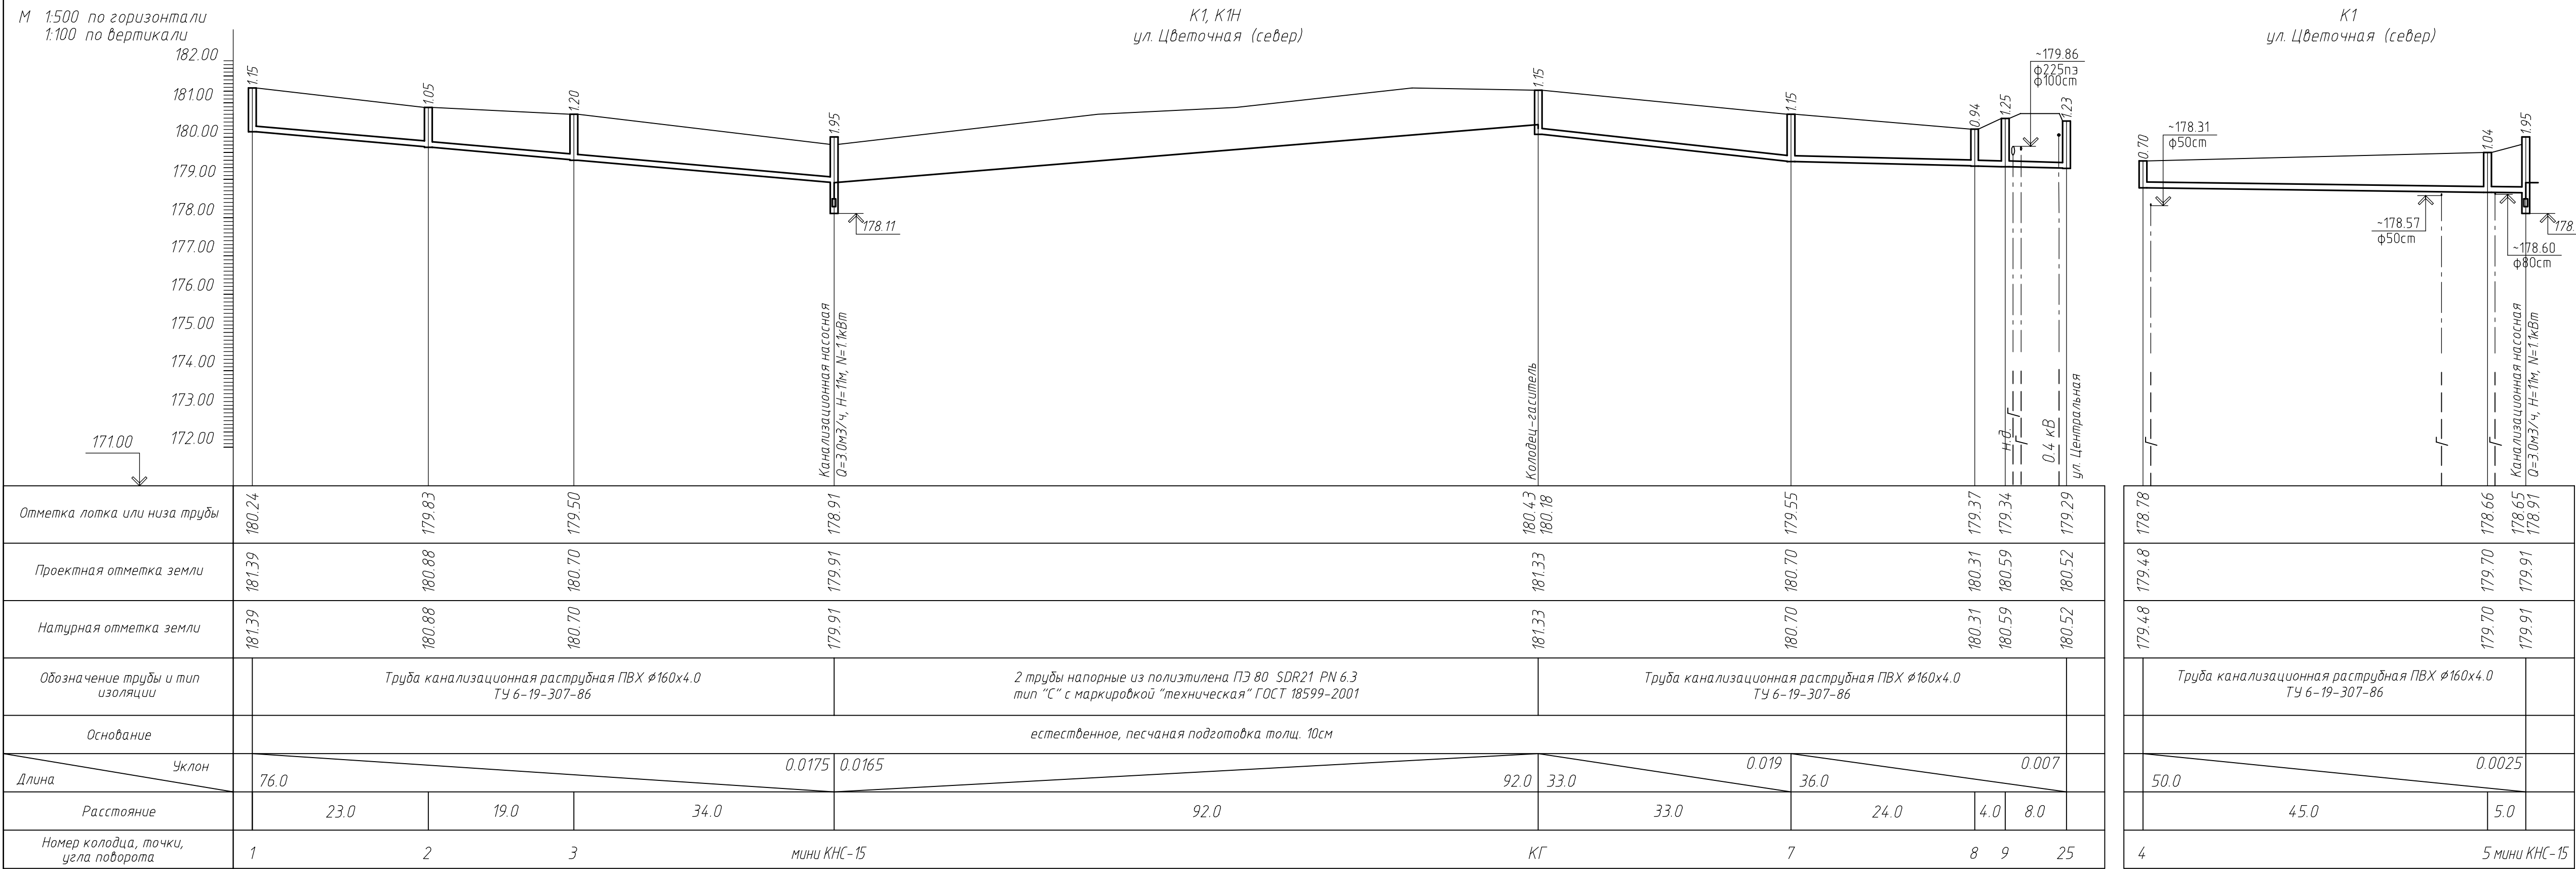 М 1:500 по горизонтали
1:100 по вертикали
К1, К1Н
ул. Цветочная (север)
К1
ул. Цветочная (север)
182.00
181.00
180.00
179.00
178.00
177.00
176.00
175.00
174.00
173.00
172.00
171.00
1.15
1.05
1.20
1.95
1.15
1.15
0.94
1.25
1.23
~179.86
ф225пэ
ф100ст
178.11
Канализационная насосная
Q=3.0м3/ч, Н=11м, N=1.1кВт
Колодец-гаситель
н.д.
0.4 кВ
ул. Центральная
0.70
~178.31
ф50ст
1.04
1.95
~178.57
ф50ст
~178.60
ф80ст
178.
Канализационная насосная
Q=3.0м3/ч, Н=11м, N=1.1кВт
Отметка лотка или низа трубы
180.24 179.83 179.50 178.91 180.43 180.18 179.55 179.37 179.34 179.29 178.78 178.66 178.65 178.91
Проектная отметка земли
181.39 180.88 180.70 179.91 181.33 180.70 180.31 180.59 180.52 179.48 179.70 179.91
Натурная отметка земли
181.39 180.88 180.70 179.91 181.33 180.70 180.31 180.59 180.52 179.48 179.70 179.91
Обозначение трубы и тип
изоляции
Труба канализационная раструбная ПВХ ⌀160х4.0
ТУ 6-19-307-86
2 трубы напорные из полиэтилена ПЭ 80 SDR21 PN 6.3
тип "С" с маркировкой "техническая" ГОСТ 18599-2001
Труба канализационная раструбная ПВХ ⌀160х4.0
ТУ 6-19-307-86
Труба канализационная раструбная ПВХ ⌀160х4.0
ТУ 6-19-307-86
Основание
естественное, песчаная подготовка толщ. 10см
Уклон
Длина
0.0175 0.0165 0.019 0.007 0.0025
76.0 92.0 33.0 36.0 50.0
Расстояние
23.0 19.0 34.0 92.0 33.0 24.0 4.0 8.0 45.0 5.0
Номер колодца, точки,
угла поворота
1 2 3 мини КНС-15 КГ 7 8 9 25 4 5 мини КНС-15